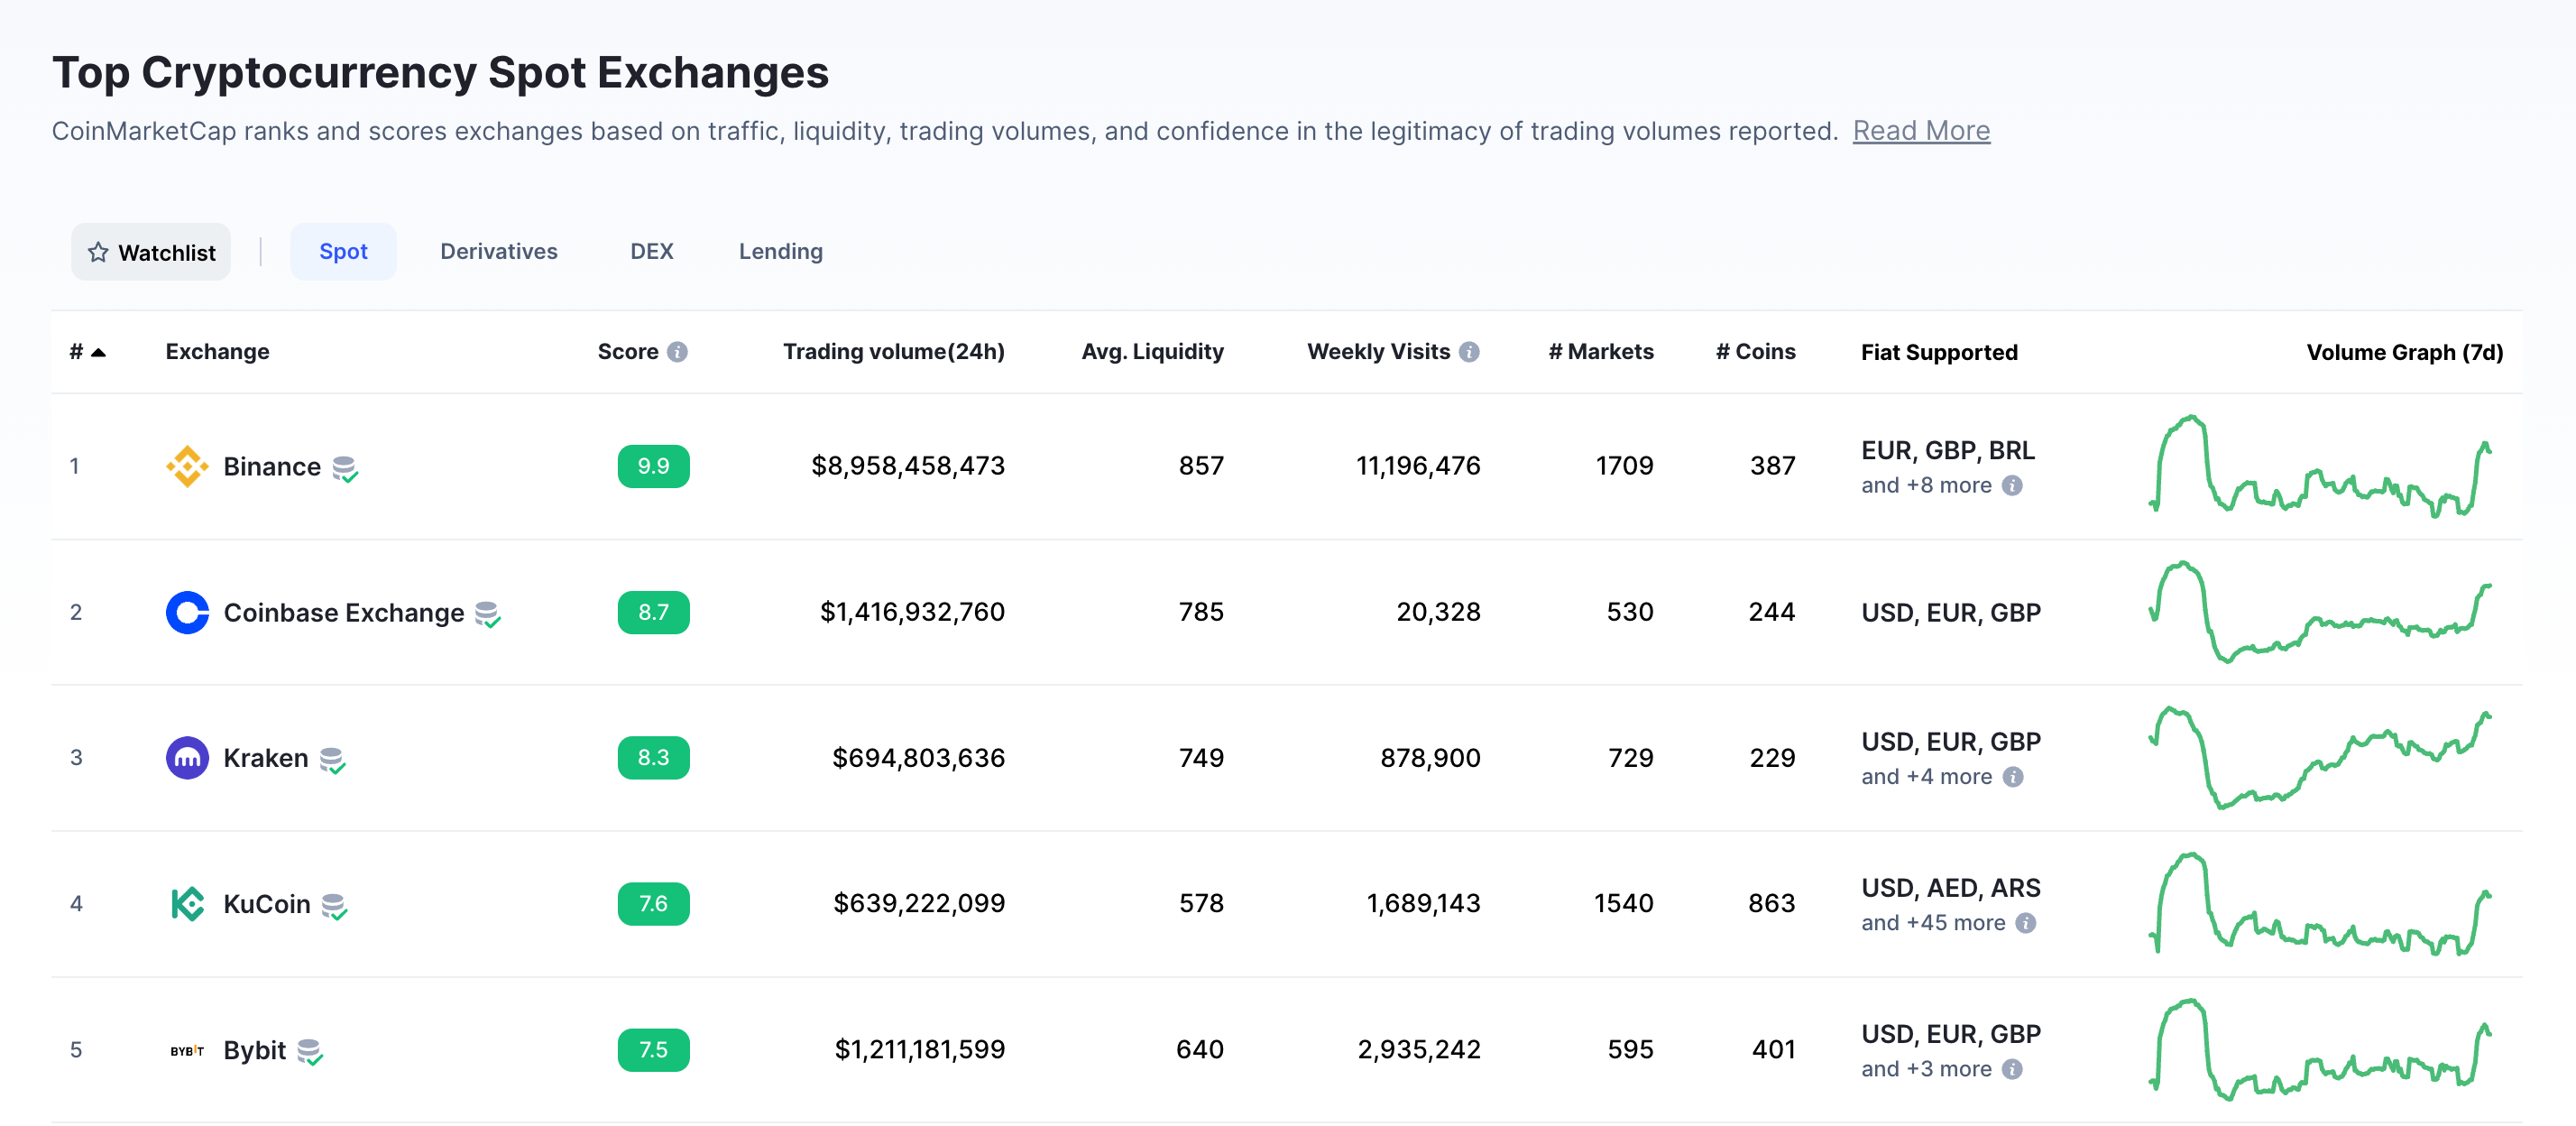 Top Cryptocurrency Spot Exchanges
CoinMarketCap ranks and scores exchanges based on traffic, liquidity, trading volumes, and confidence in the legitimacy of trading volumes reported. Read More
Watchlist | Spot Derivatives DEX Lending
# Exchange Score Trading volume(24h) Avg. Liquidity Weekly Visits # Markets # Coins Fiat Supported Volume Graph (7d)
1 Binance 9.9 $8,958,458,473 857 11,196,476 1709 387 EUR, GBP, BRL
and +8 more
2 Coinbase Exchange 8.7 $1,416,932,760 785 20,328 530 244 USD, EUR, GBP
3 Kraken 8.3 $694,803,636 749 878,900 729 229 USD, EUR, GBP
and +4 more
4 KuCoin 7.6 $639,222,099 578 1,689,143 1540 863 USD, AED, ARS
and +45 more
5 BYBIT Bybit 7.5 $1,211,181,599 640 2,935,242 595 401 USD, EUR, GBP
and +3 more